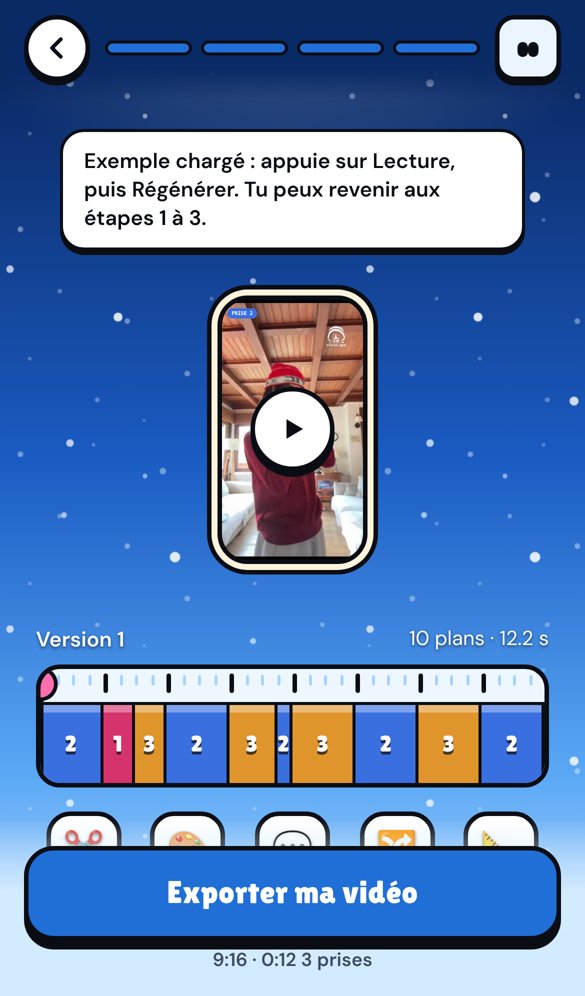 Exemple chargé : appuie sur Lecture,
puis Régénérer. Tu peux revenir aux
étapes 1 à 3.
PRISE 2
Version 1
10 plans · 12.2 s
2 1 3 2 3 2 3 2 3 2
Exporter ma vidéo
9:16 · 0:12 3 prises